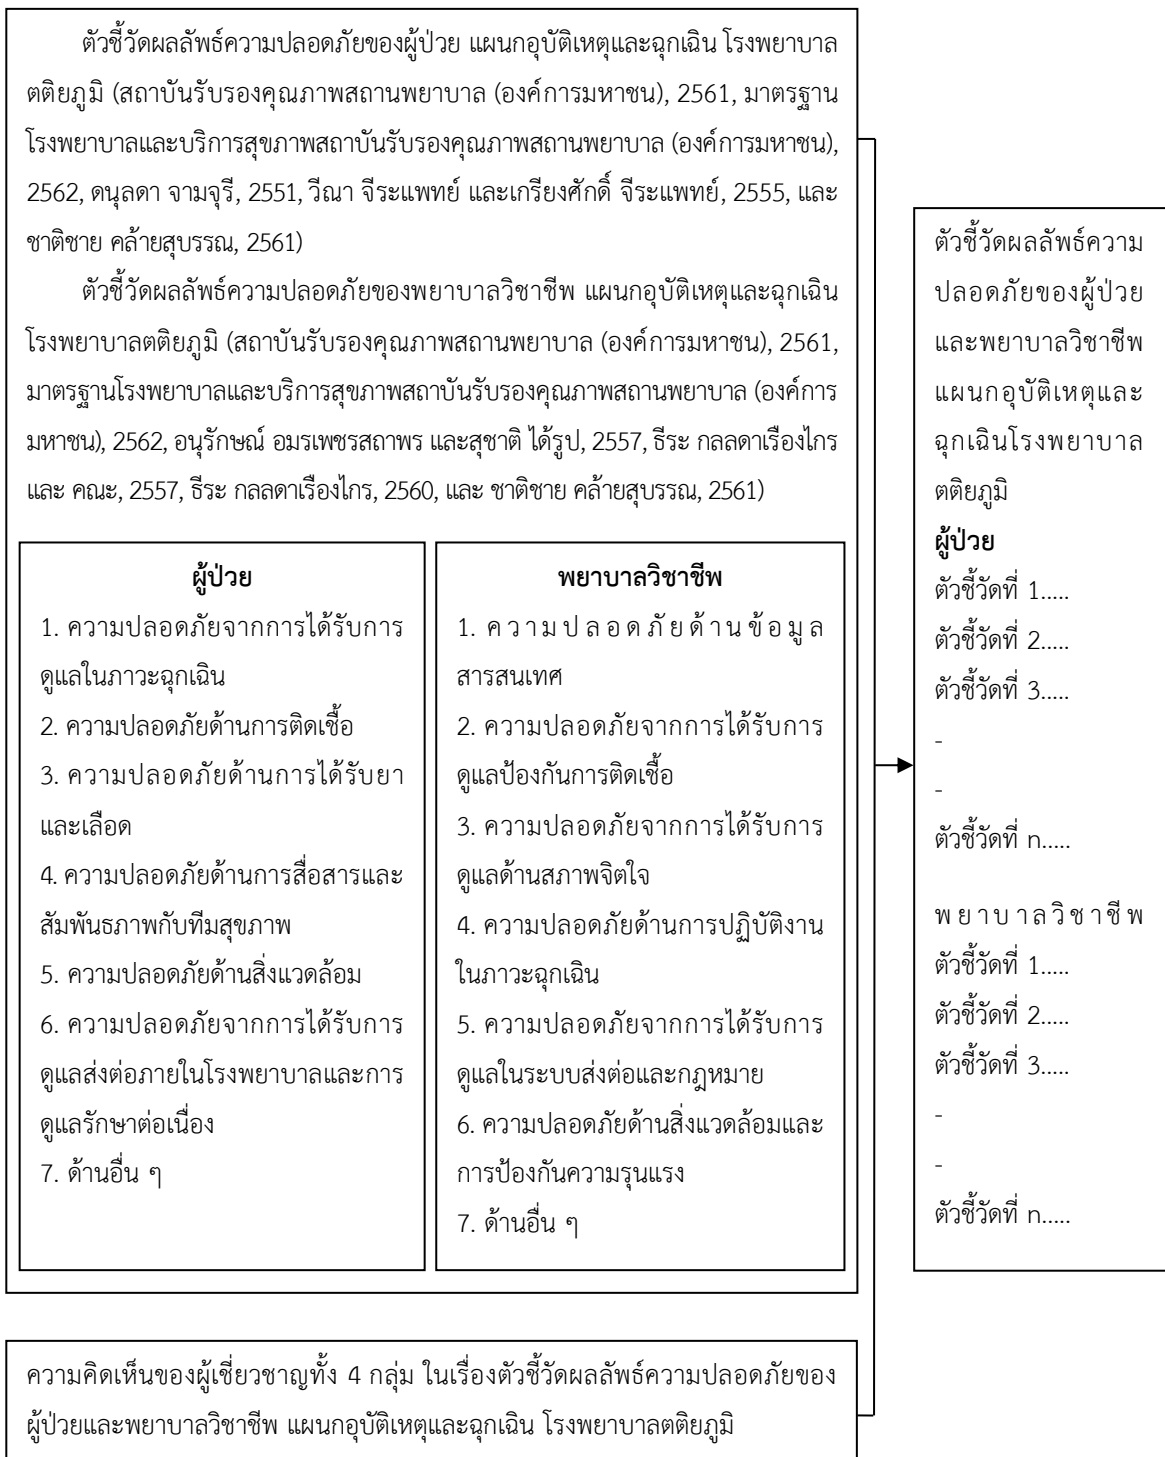 ตัวชี้วัดผลลัพธ์ความปลอดภัยของผู้ป่วย แผนกอุบัติเหตุและฉุกเฉิน โรงพยาบาล
ตติยภูมิ (สถาบันรับรองคุณภาพสถานพยาบาล (องค์การมหาชน), 2561, มาตรฐาน
โรงพยาบาลและบริการสุขภาพสถาบันรับรองคุณภาพสถานพยาบาล (องค์การมหาชน),
2562, ดนุลดา จามจุรี, 2551, วีณา จีระแพทย์ และเกรียงศักดิ์ จีระแพทย์, 2555, และ
ชาติชาย คล้ายสุบรรณ, 2561)
ตัวชี้วัดผลลัพธ์ความปลอดภัยของพยาบาลวิชาชีพ แผนกอุบัติเหตุและฉุกเฉิน
โรงพยาบาลตติยภูมิ (สถาบันรับรองคุณภาพสถานพยาบาล (องค์การมหาชน), 2561,
มาตรฐานโรงพยาบาลและบริการสุขภาพสถาบันรับรองคุณภาพสถานพยาบาล (องค์การ
มหาชน), 2562, อนุรักษณ์ อมรเพชรสถาพร และสุชาติ ได้รูป, 2557, ธีระ กลลดาเรืองไกร
และ คณะ, 2557, ธีระ กลลดาเรืองไกร, 2560, และ ชาติชาย คล้ายสุบรรณ, 2561)
ผู้ป่วย
1. ความปลอดภัยจากการได้รับการ
ดูแลในภาวะฉุกเฉิน
2. ความปลอดภัยด้านการติดเชื้อ
3. ความปลอดภัยด้านการได้รับยา
และเลือด
4. ความปลอดภัยด้านการสื่อสารและ
สัมพันธภาพกับทีมสุขภาพ
5. ความปลอดภัยด้านสิ่งแวดล้อม
6. ความปลอดภัยจากการได้รับการ
ดูแลส่งต่อภายในโรงพยาบาลและการ
ดูแลรักษาต่อเนื่อง
7. ด้านอื่น ๆ
พยาบาลวิชาชีพ
1. ความปลอดภัยด้านข้อมูล
สารสนเทศ
2. ความปลอดภัยจากการได้รับการ
ดูแลป้องกันการติดเชื้อ
3. ความปลอดภัยจากการได้รับการ
ดูแลด้านสภาพจิตใจ
4. ความปลอดภัยด้านการปฏิบัติงาน
ในภาวะฉุกเฉิน
5. ความปลอดภัยจากการได้รับการ
ดูแลในระบบส่งต่อและกฎหมาย
6. ความปลอดภัยด้านสิ่งแวดล้อมและ
การป้องกันความรุนแรง
7. ด้านอื่น ๆ
ความคิดเห็นของผู้เชี่ยวชาญทั้ง 4 กลุ่ม ในเรื่องตัวชี้วัดผลลัพธ์ความปลอดภัยของ
ผู้ป่วยและพยาบาลวิชาชีพ แผนกอุบัติเหตุและฉุกเฉิน โรงพยาบาลตติยภูมิ
ตัวชี้วัดผลลัพธ์ความ
ปลอดภัยของผู้ป่วย
และพยาบาลวิชาชีพ
แผนกอุบัติเหตุและ
ฉุกเฉินโรงพยาบาล
ตติยภูมิ
ผู้ป่วย
ตัวชี้วัดที่ 1.....
ตัวชี้วัดที่ 2.....
ตัวชี้วัดที่ 3.....
-
-
ตัวชี้วัดที่ n.....
พยาบาลวิชาชีพ
ตัวชี้วัดที่ 1.....
ตัวชี้วัดที่ 2.....
ตัวชี้วัดที่ 3.....
-
-
ตัวชี้วัดที่ n.....